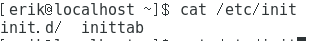 [erik@localhost ~]$ cat /etc/init
init.d/  inittab